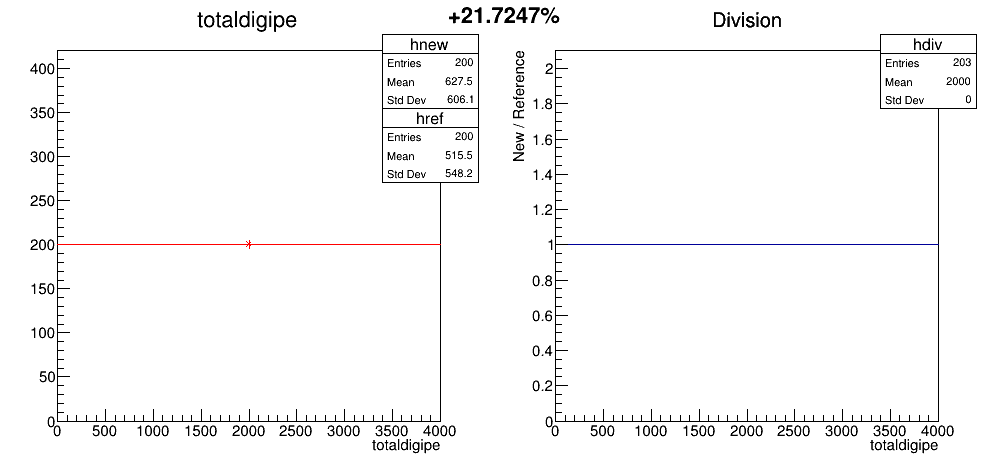 totaldigipe
+21.7247%
Division
hnew
Entries 200
Mean 627.5
Std Dev 606.1
href
Entries 200
Mean 515.5
Std Dev 548.2
400
350
300
250
200
150
100
50
0
0 500 1000 1500 2000 2500 3000 3500 4000
totaldigipe
hdiv
Entries 203
Mean 2000
Std Dev 0
New / Reference
2
1.8
1.6
1.4
1.2
1
0.8
0.6
0.4
0.2
0
0 500 1000 1500 2000 2500 3000 3500 4000
totaldigipe